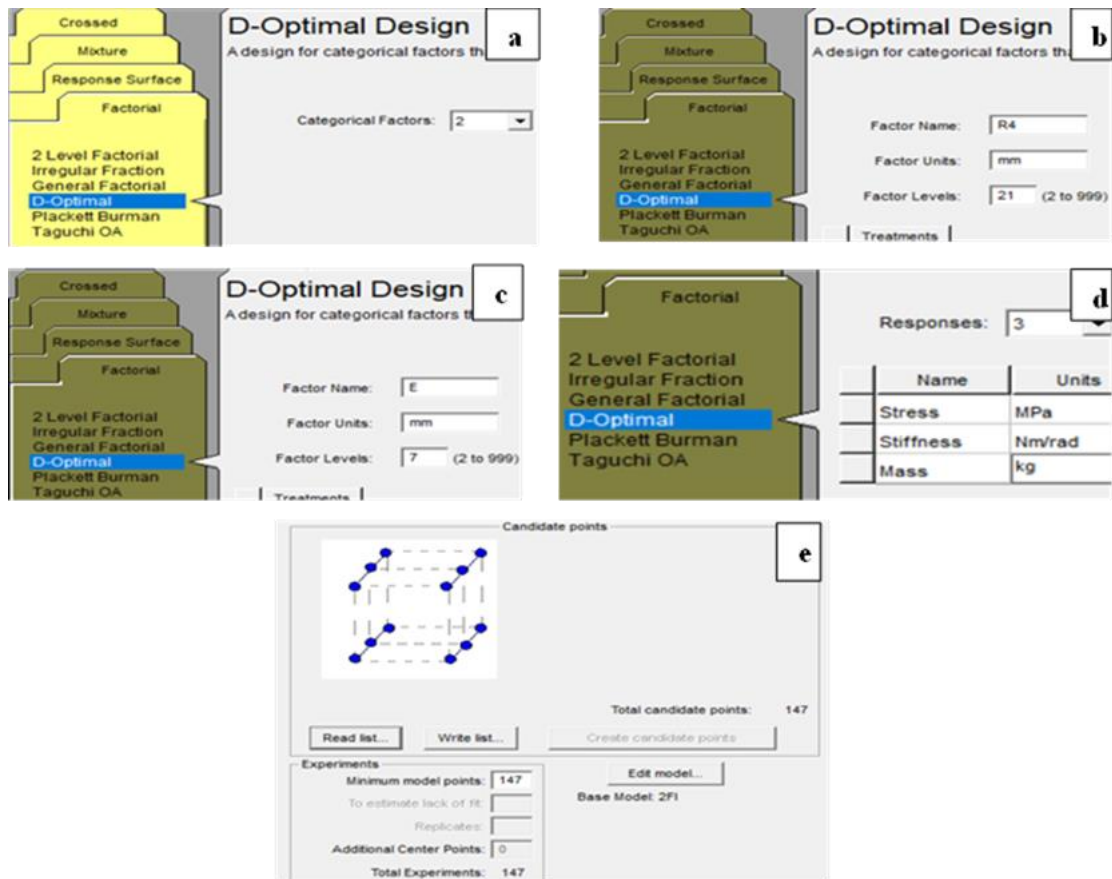 Crossed
Mixture
Response Surface
Factorial
2 Level Factorial
Irregular Fraction
General Factorial
D-Optimal
Plackett Burman
Taguchi OA
D-Optimal Design
a
A design for categorical factors th
Categorical Factors: 2
Crossed
Mixture
Response Surface
Factorial
2 Level Factorial
Irregular Fraction
General Factorial
D-Optimal
Plackett Burman
Taguchi OA
D-Optimal Design
b
A design for categorical factors th
Factor Name: R4
Factor Units: mm
Factor Levels: 21 (2 to 999)
Treatments
Crossed
Mixture
Response Surface
Factorial
2 Level Factorial
Irregular Fraction
General Factorial
D-Optimal
Plackett Burman
Taguchi OA
D-Optimal Design
c
A design for categorical factors t
Factor Name: E
Factor Units: mm
Factor Levels: 7 (2 to 999)
Treatments
Factorial
2 Level Factorial
Irregular Fraction
General Factorial
D-Optimal
Plackett Burman
Taguchi OA
d
Responses: 3
Name Units
Stress MPa
Stiffness Nm/rad
Mass kg
Candidate points
e
Total candidate points: 147
Read list... Write list... Create candidate points
Experiments
Minimum model points: 147
To estimate lack of fit:
Replicates:
Additional Center Points: 0
Total Experiments: 147
Edit model...
Base Model: 2FI